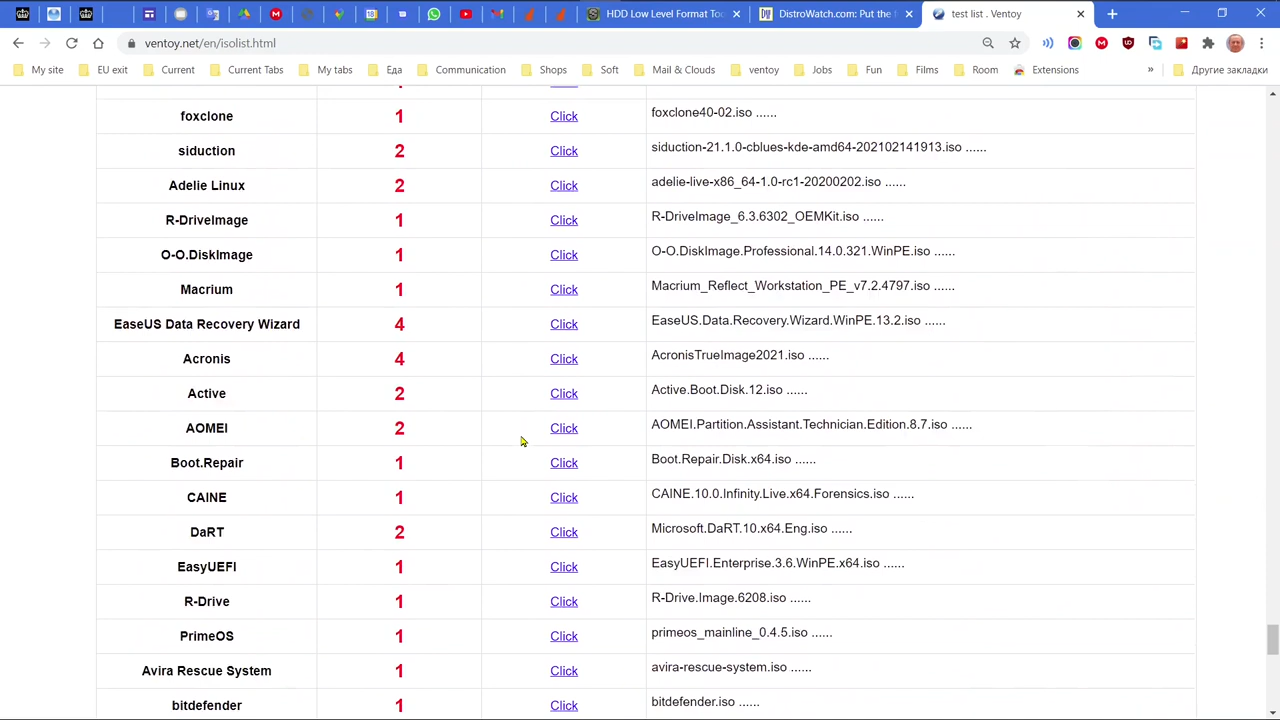 HDD Low Level Format Too
DistroWatch.com: Put the f
test list . Ventoy
ventoy.net/en/isolist.html
My site
EU exit
Current
Current Tabs
My tabs
Еда
Communication
Shops
Soft
Mail & Clouds
ventoy
Jobs
Fun
Films
Room
Extensions
»
Другие закладки
foxclone 1 Click foxclone40-02.iso ......
siduction 2 Click siduction-21.1.0-cblues-kde-amd64-202102141913.iso ......
Adelie Linux 2 Click adelie-live-x86_64-1.0-rc1-20200202.iso ......
R-DriveImage 1 Click R-DriveImage_6.3.6302_OEMKit.iso ......
O-O.DiskImage 1 Click O-O.DiskImage.Professional.14.0.321.WinPE.iso ......
Macrium 1 Click Macrium_Reflect_Workstation_PE_v7.2.4797.iso ......
EaseUS Data Recovery Wizard 4 Click EaseUS.Data.Recovery.Wizard.WinPE.13.2.iso ......
Acronis 4 Click AcronisTrueImage2021.iso ......
Active 2 Click Active.Boot.Disk.12.iso ......
AOMEI 2 Click AOMEI.Partition.Assistant.Technician.Edition.8.7.iso ......
Boot.Repair 1 Click Boot.Repair.Disk.x64.iso ......
CAINE 1 Click CAINE.10.0.Infinity.Live.x64.Forensics.iso ......
DaRT 2 Click Microsoft.DaRT.10.x64.Eng.iso ......
EasyUEFI 1 Click EasyUEFI.Enterprise.3.6.WinPE.x64.iso ......
R-Drive 1 Click R-Drive.Image.6208.iso ......
PrimeOS 1 Click primeos_mainline_0.4.5.iso ......
Avira Rescue System 1 Click avira-rescue-system.iso ......
bitdefender 1 Click bitdefender.iso ......